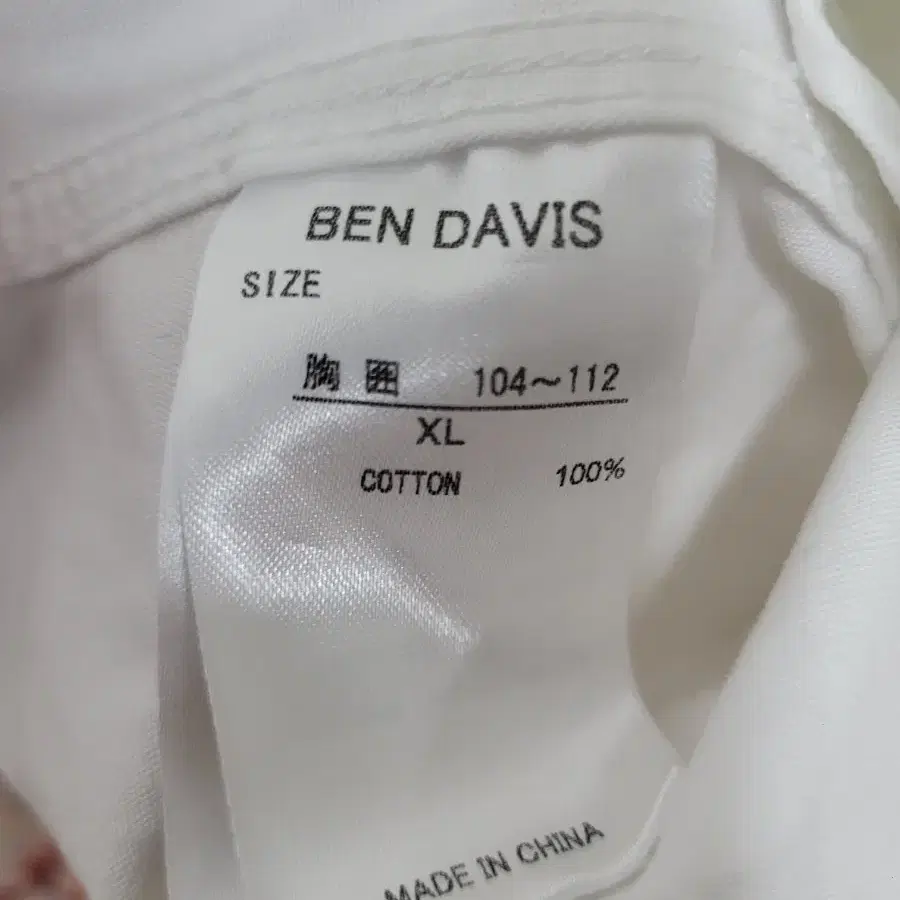 BEN DAVIS
SIZE
胸囲 104～112
XL
COTTON 100%
MADE IN CHINA